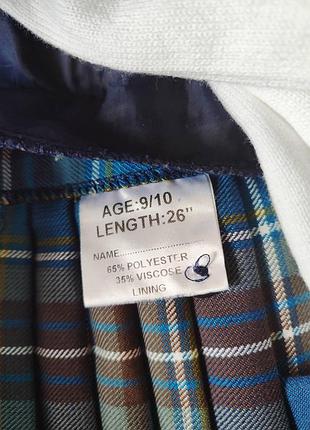 AGE:9/10
LENGTH:26"
NAME................................
65% POLYESTER
35% VISCOSE
LINING